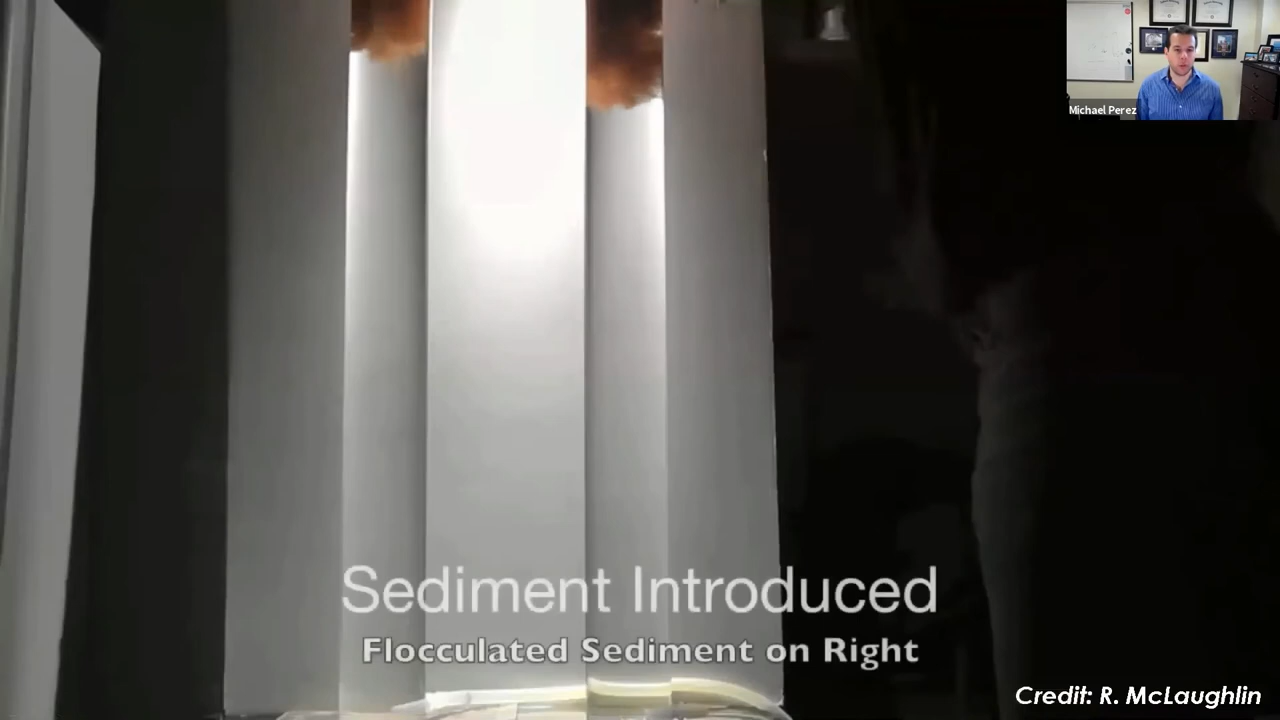 Michael Perez
Sediment Introduced
Flocculated Sediment on Right
Credit: R. McLaughlin